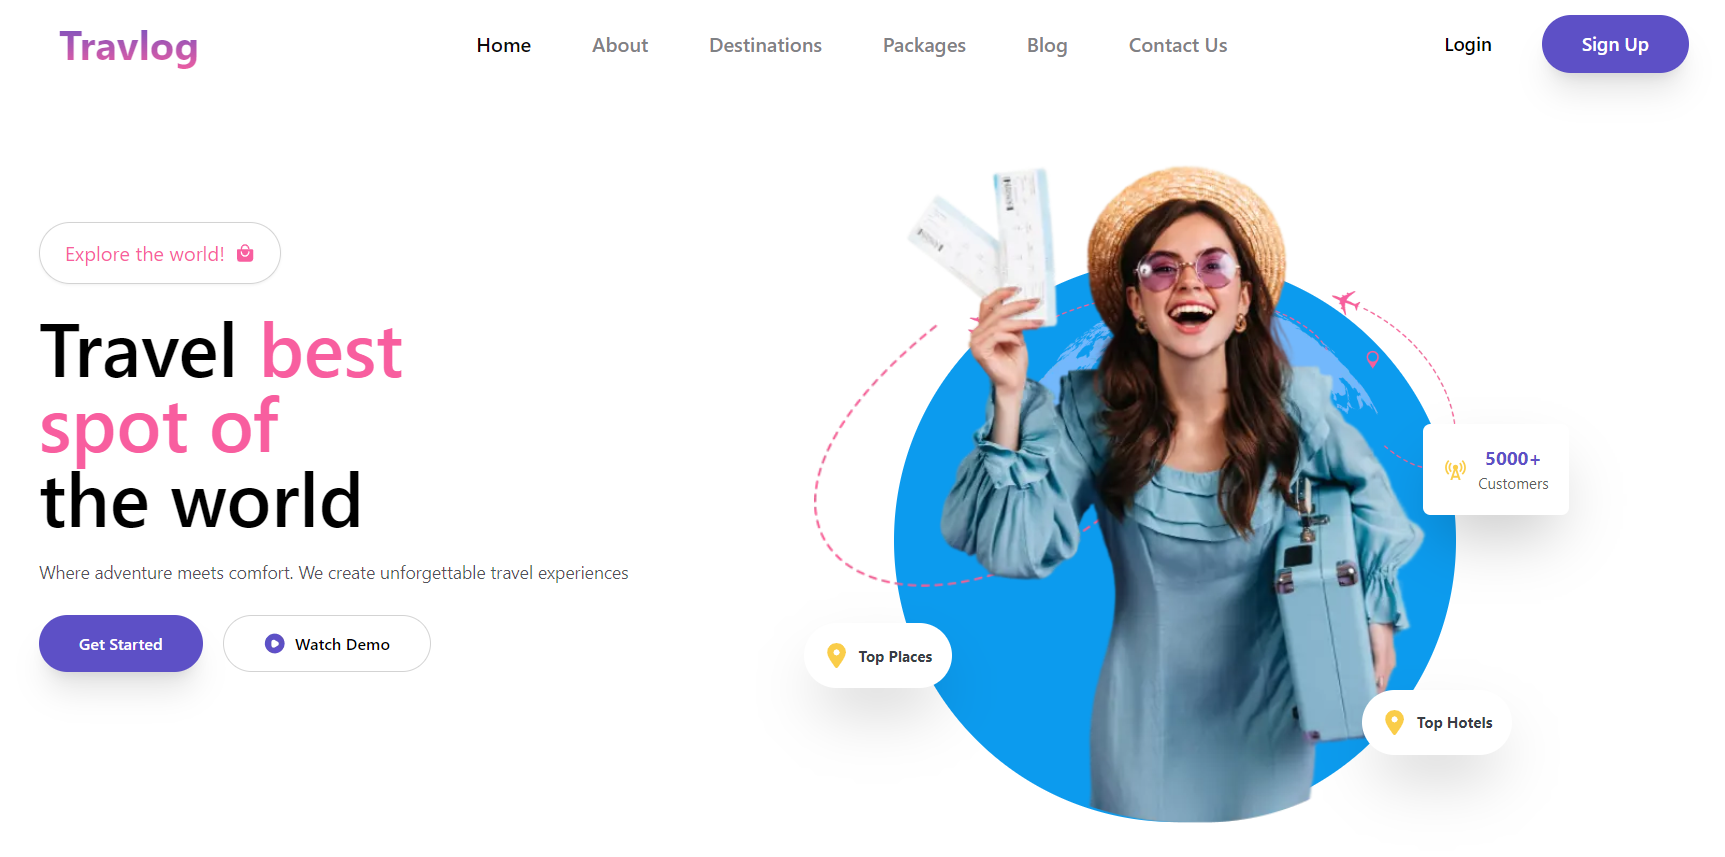 Travlog
Home
About
Destinations
Packages
Blog
Contact Us
Login
Sign Up
Explore the world!
Travel best
spot of
the world
Where adventure meets comfort. We create unforgettable travel experiences
Get Started
Watch Demo
5000+
Customers
Top Places
Top Hotels